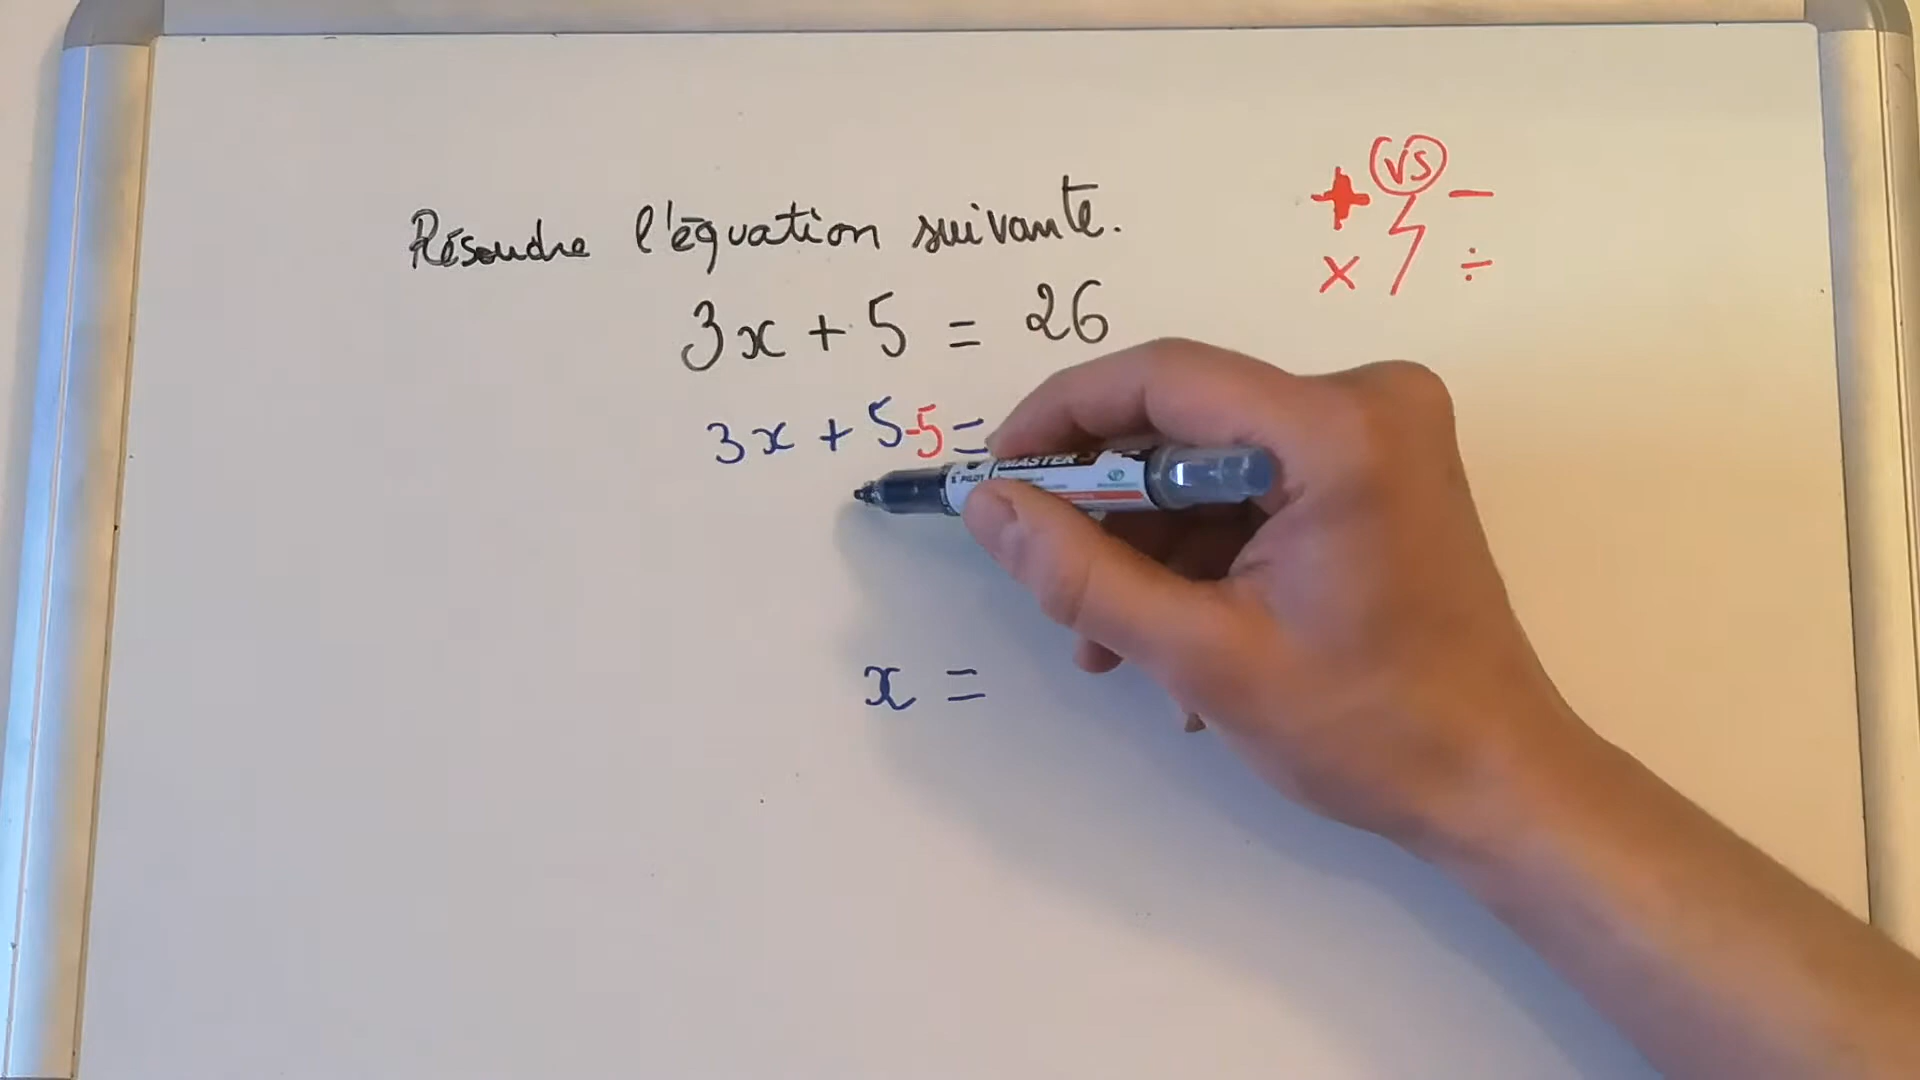 Résoudre l'équation suivante.
3x + 5 = 26
3x + 5-5 =
x =
+ vs -
× ÷
PILOT MASTER